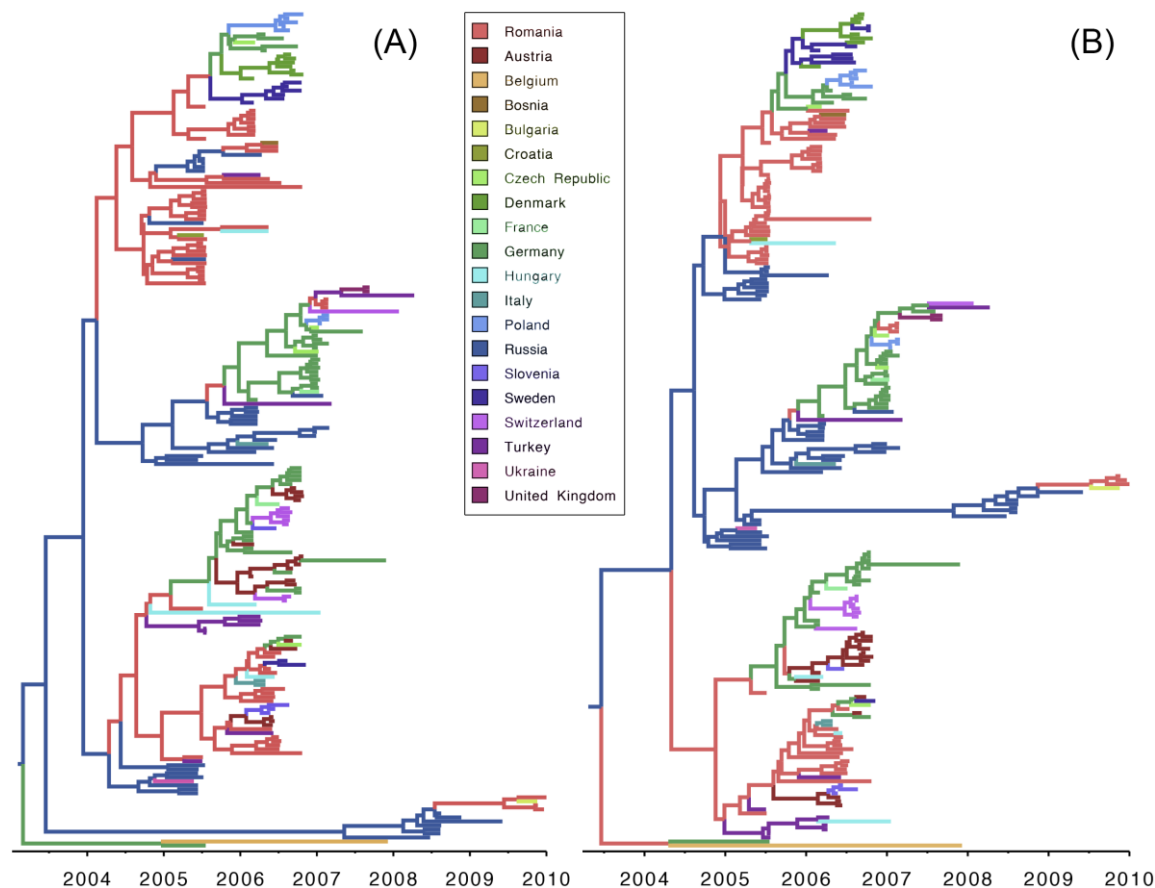 (A)
Romania
Austria
Belgium
Bosnia
Bulgaria
Croatia
Czech Republic
Denmark
France
Germany
Hungary
Italy
Poland
Russia
Slovenia
Sweden
Switzerland
Turkey
Ukraine
United Kingdom
(B)
2004 2005 2006 2007 2008 2009 2010
2004 2005 2006 2007 2008 2009 2010